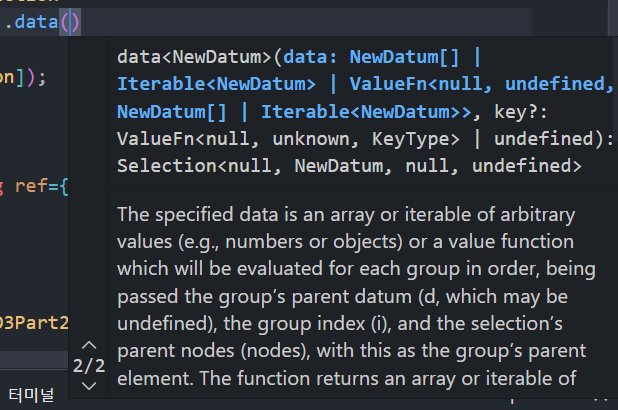 .data()
data<NewDatum>(data: NewDatum[] |
on]);
Iterable<NewDatum> | ValueFn<null, undefined,
NewDatum[] | Iterable<NewDatum>>, key?:
ValueFn<null, unknown, KeyType> | undefined):
Selection<null, NewDatum, null, undefined>
g ref={
The specified data is an array or iterable of arbitrary
values (e.g., numbers or objects) or a value function
which will be evaluated for each group in order, being
passed the group’s parent datum (d, which may be
D3Part2
undefined), the group index (i), and the selection’s
2/2
parent nodes (nodes), with this as the group’s parent
터미널
element. The function returns an array or iterable of